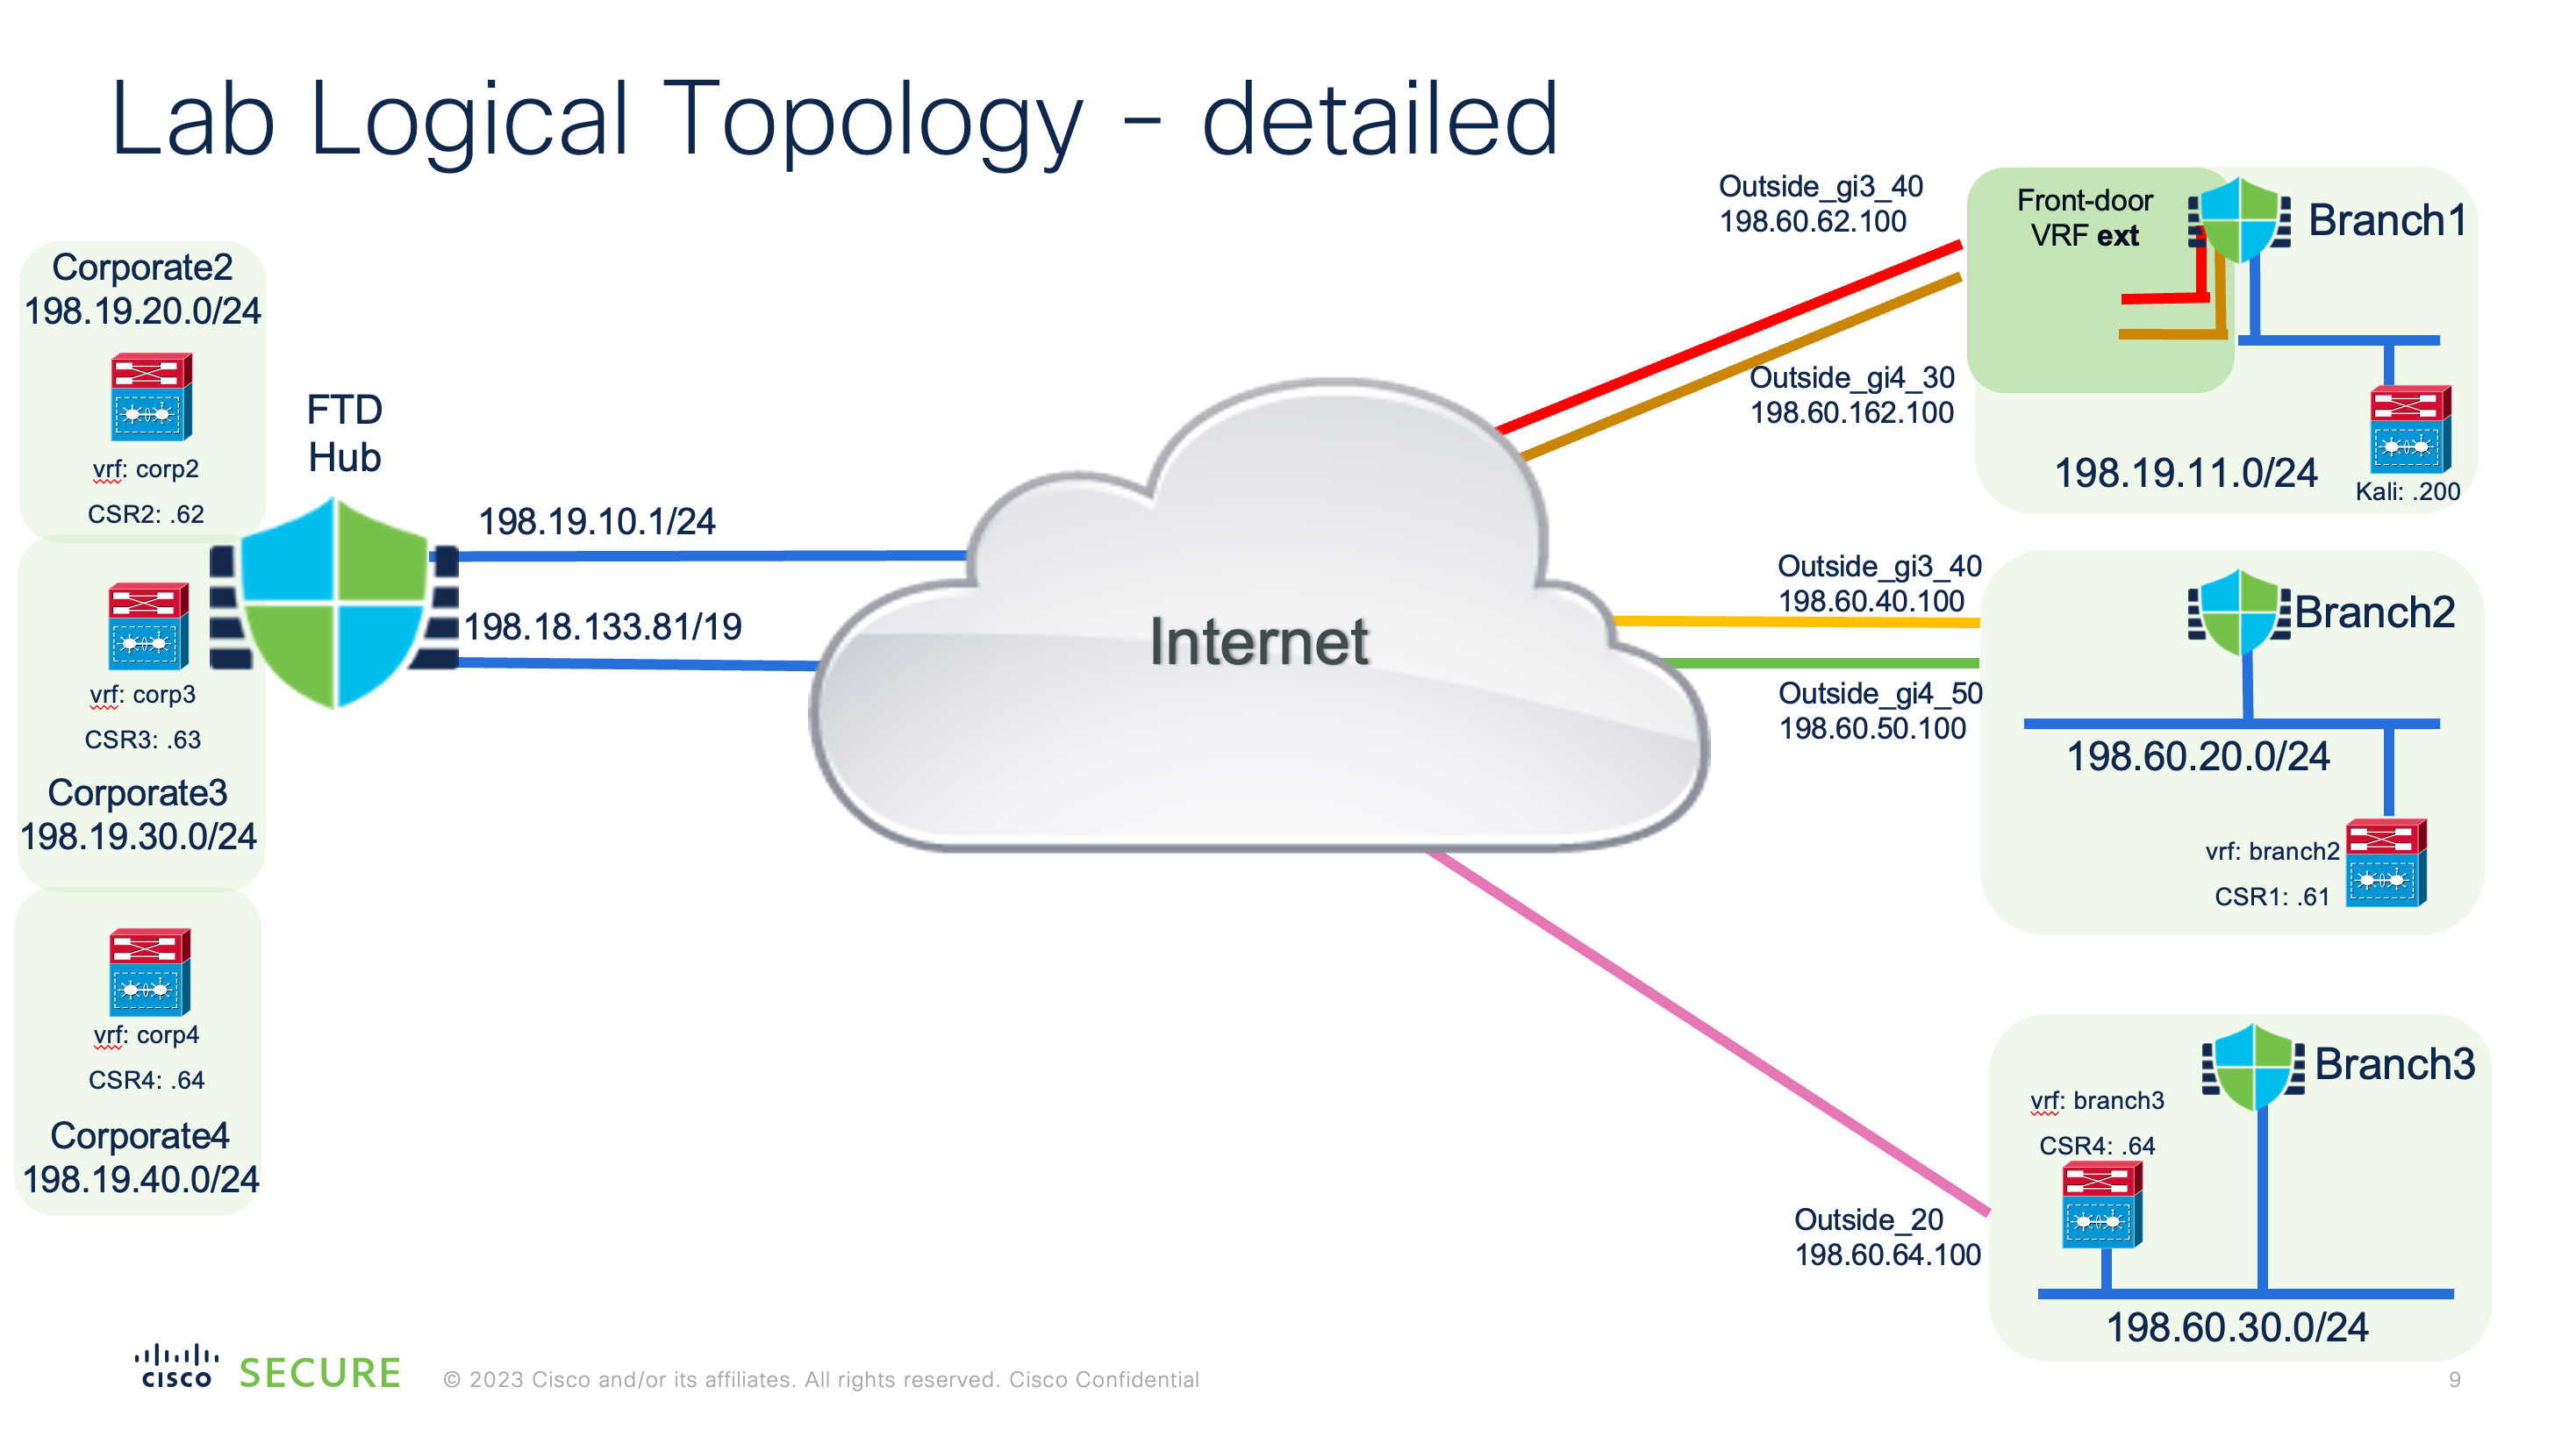 Lab Logical Topology - detailed
Corporate2
198.19.20.0/24
vrf: corp2
CSR2: .62
vrf: corp3
CSR3: .63
Corporate3
198.19.30.0/24
vrf: corp4
CSR4: .64
Corporate4
198.19.40.0/24
FTD
Hub
198.19.10.1/24
198.18.133.81/19
Internet
Outside_gi3_40
198.60.62.100
Outside_gi4_30
198.60.162.100
Front-door
VRF ext
Branch1
198.19.11.0/24
Kali: .200
Outside_gi3_40
198.60.40.100
Outside_gi4_50
198.60.50.100
Branch2
198.60.20.0/24
vrf: branch2
CSR1: .61
Outside_20
198.60.64.100
Branch3
vrf: branch3
CSR4: .64
198.60.30.0/24
cisco SECURE
© 2023 Cisco and/or its affiliates. All rights reserved. Cisco Confidential
9